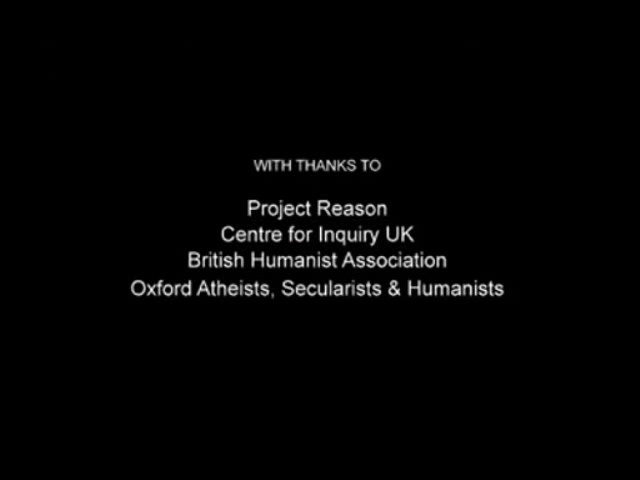 WITH THANKS TO
Project Reason
Centre for Inquiry UK
British Humanist Association
Oxford Atheists, Secularists & Humanists